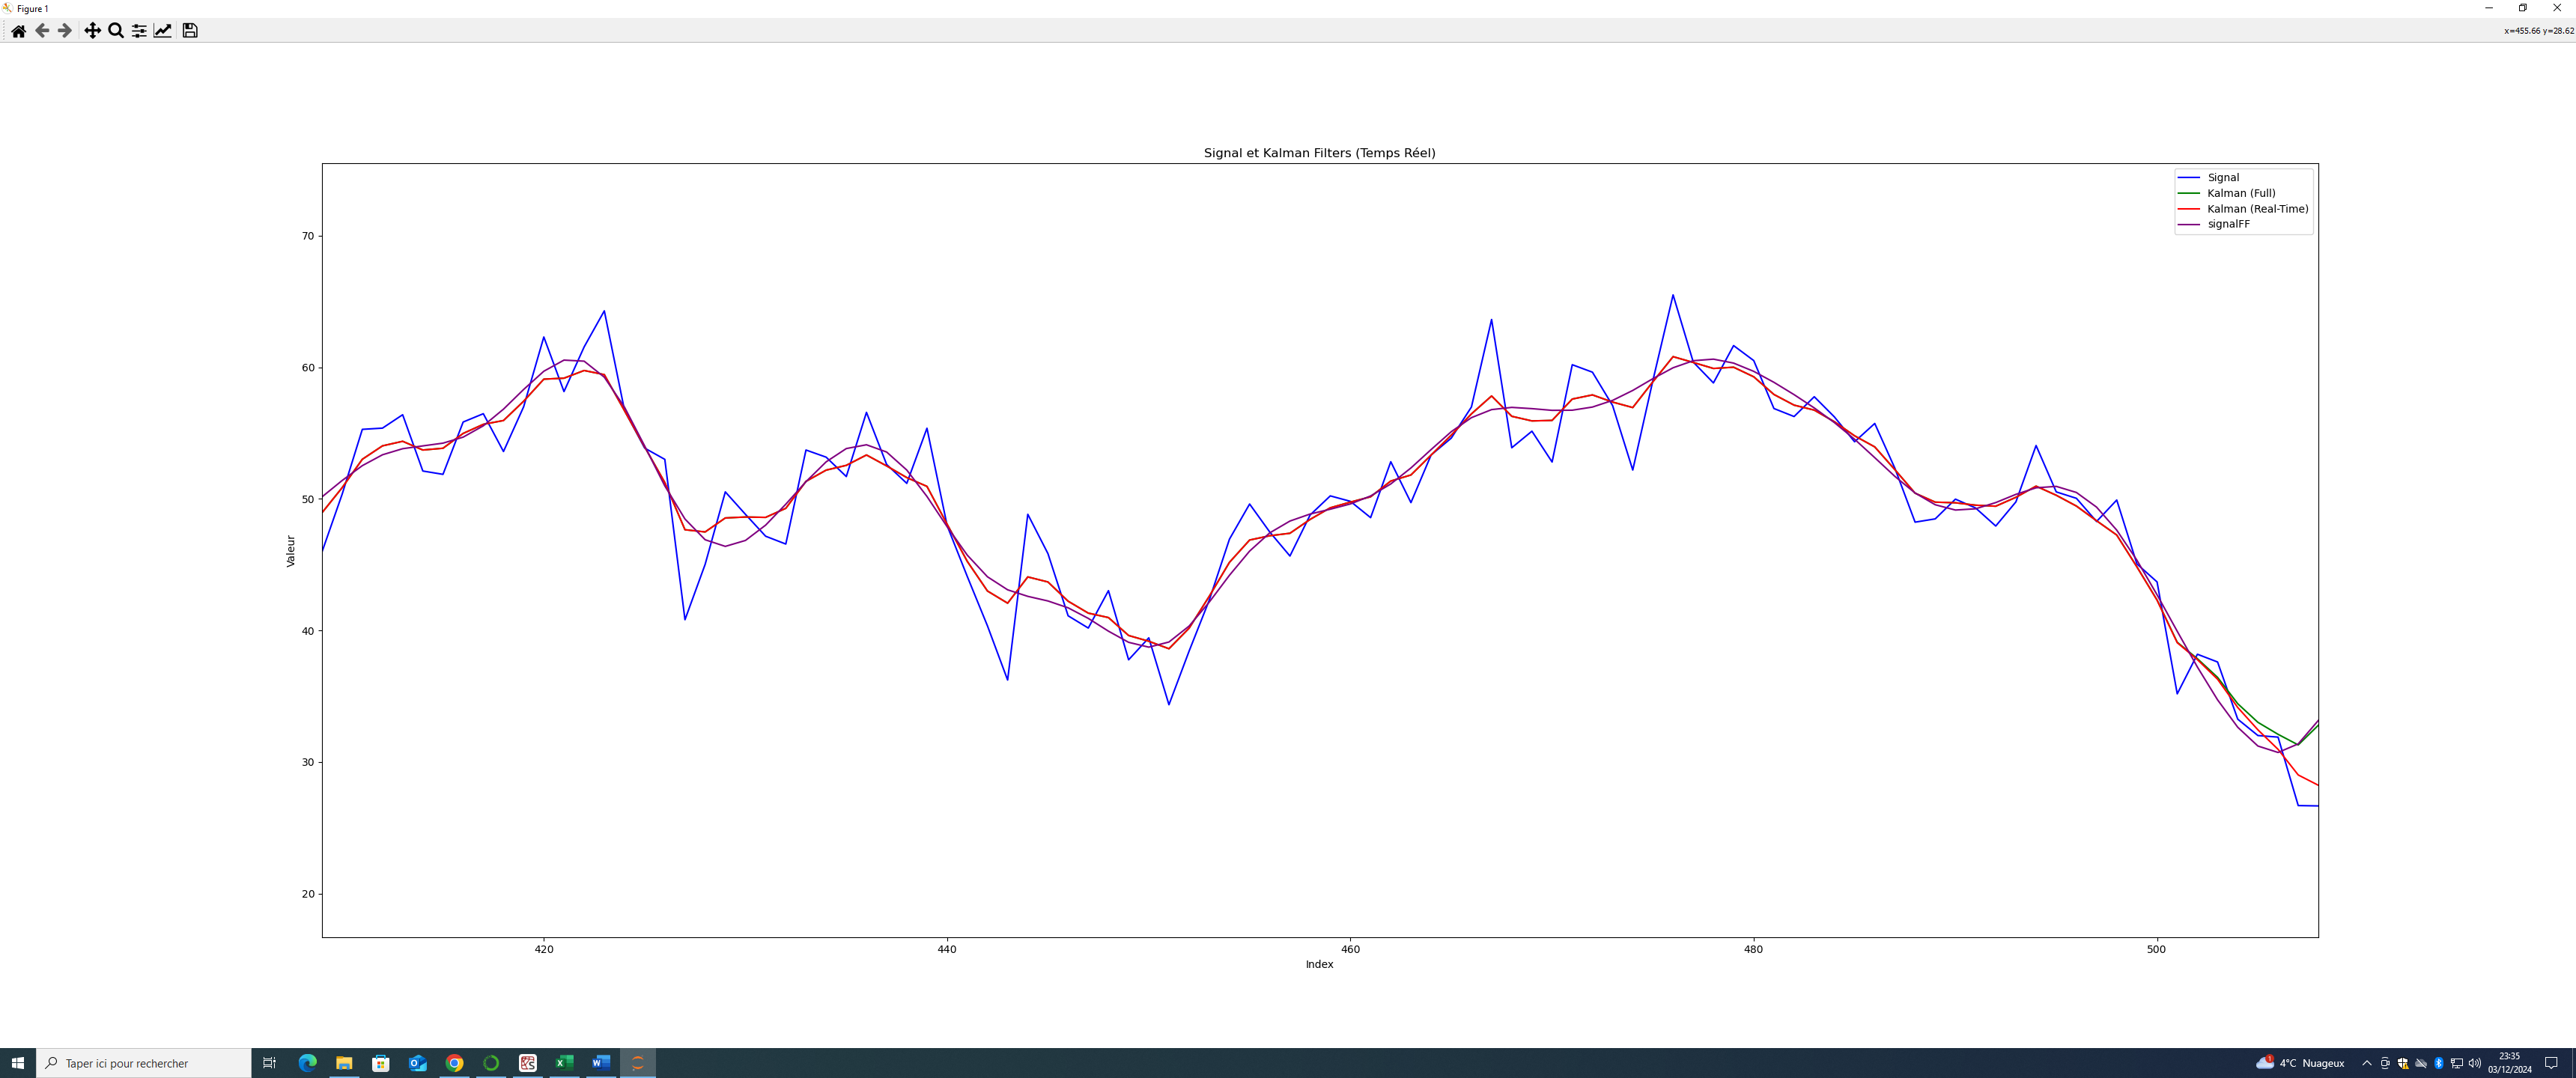 Figure 1
x=455.66 y=28.62
Signal et Kalman Filters (Temps Réel)
Signal
Kalman (Full)
Kalman (Real-Time)
signalFF
70
60
50
40
30
20
Valeur
420
440
460
480
500
Index
Taper ici pour rechercher
1
4°C Nuageux
23:35
03/12/2024